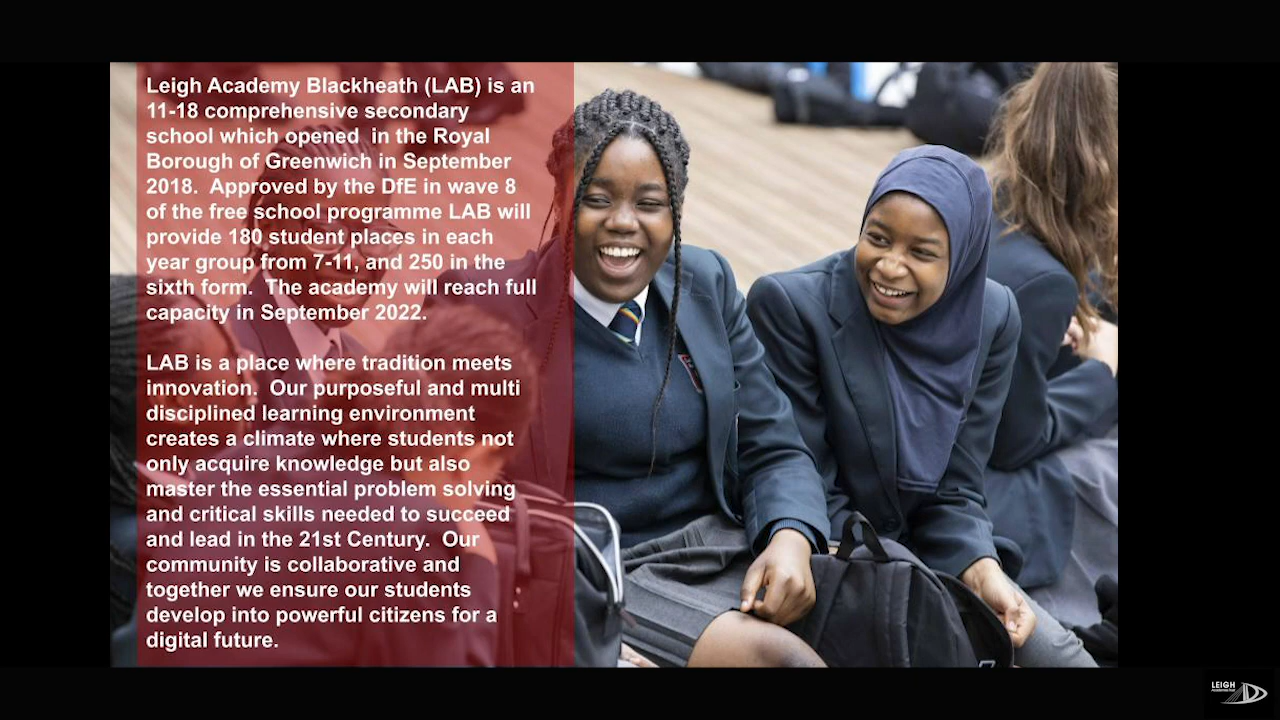 Leigh Academy Blackheath (LAB) is an
11-18 comprehensive secondary
school which opened  in the Royal
Borough of Greenwich in September
2018.  Approved by the DfE in wave 8
of the free school programme LAB will
provide 180 student places in each
year group from 7-11, and 250 in the
sixth form.  The academy will reach full
capacity in September 2022.
LAB is a place where tradition meets
innovation.  Our purposeful and multi
disciplined learning environment
creates a climate where students not
only acquire knowledge but also
master the essential problem solving
and critical skills needed to succeed
and lead in the 21st Century.  Our
community is collaborative and
together we ensure our students
develop into powerful citizens for a
digital future.
LEIGH
Academies Trust